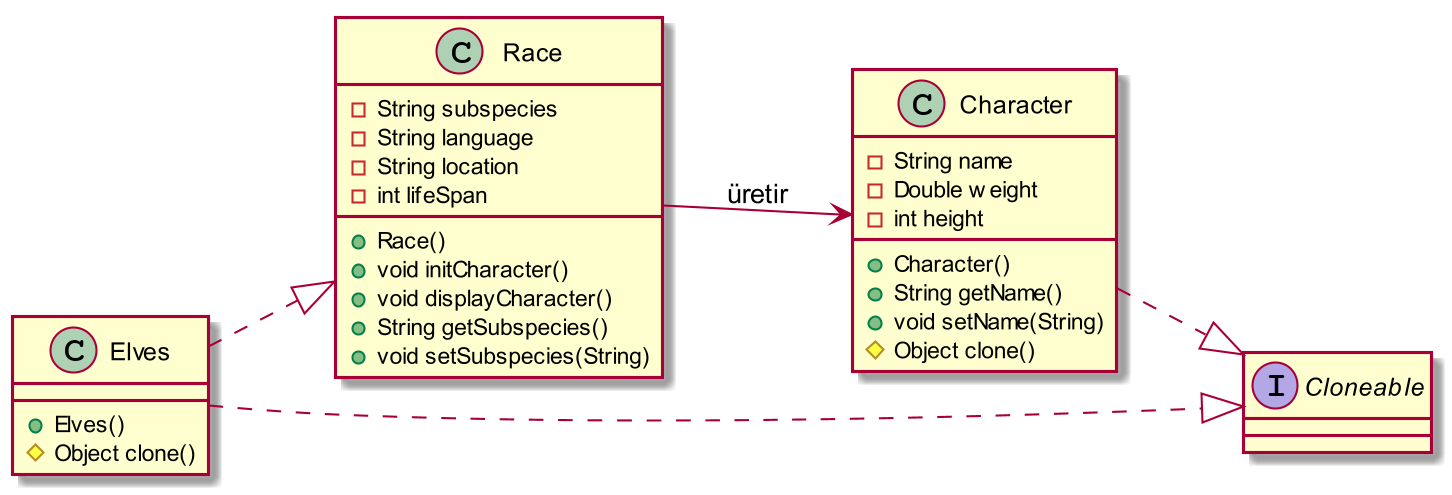 C Race
String subspecies
String language
String location
int lifeSpan
Race()
void initCharacter()
void displayCharacter()
String getSubspecies()
void setSubspecies(String)
üretir
C Character
String name
Double weight
int height
Character()
String getName()
void setName(String)
Object clone()
C Elves
Elves()
Object clone()
I Cloneable